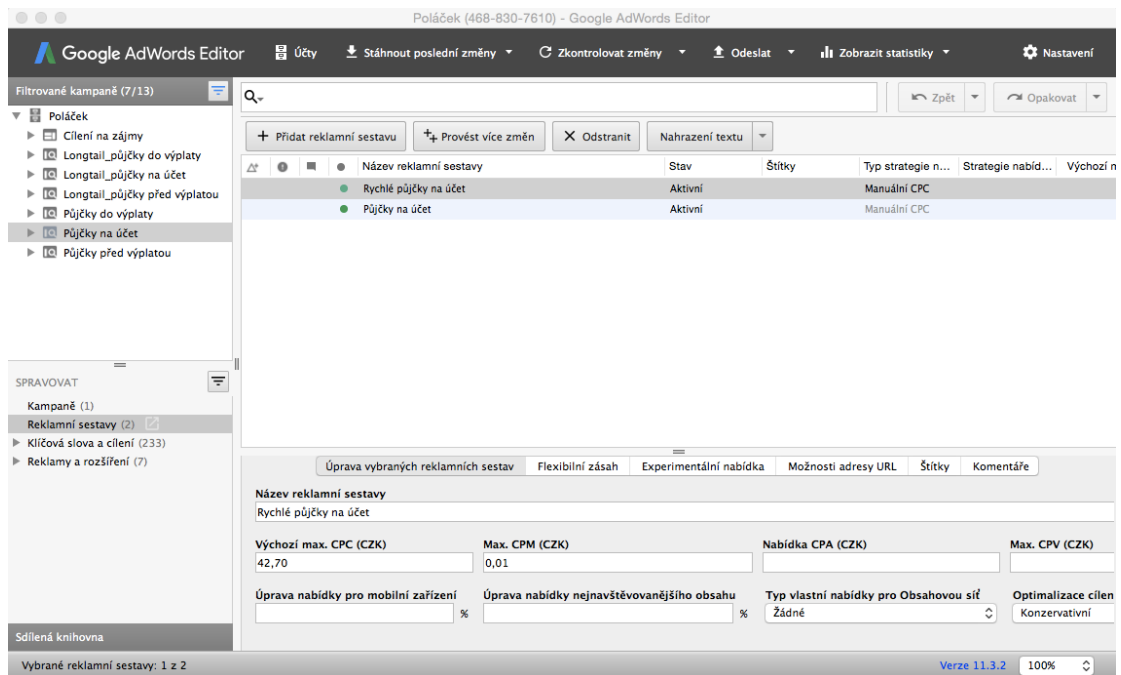 Poláček (468-830-7610) - Google AdWords Editor
Google AdWords Editor
Účty
Stáhnout poslední změny
Zkontrolovat změny
Odeslat
Zobrazit statistiky
Nastavení
Filtrované kampaně (7/13)
Poláček
Cílení na zájmy
Longtail_půjčky do výplaty
Longtail_půjčky na účet
Longtail_půjčky před výplatou
Půjčky do výplaty
Půjčky na účet
Půjčky před výplatou
SPRAVOVAT
Kampaně (1)
Reklamní sestavy (2)
Klíčová slova a cílení (233)
Reklamy a rozšíření (7)
Sdílená knihovna
Zpět
Opakovat
+ Přidat reklamní sestavu
Provést více změn
Odstranit
Nahrazení textu
Název reklamní sestavy Stav Štítky Typ strategie n... Strategie nabíd... Výchozí n
Rychlé půjčky na účet Aktivní Manuální CPC
Půjčky na účet Aktivní Manuální CPC
Úprava vybraných reklamních sestav Flexibilní zásah Experimentální nabídka Možnosti adresy URL Štítky Komentáře
Název reklamní sestavy
Rychlé půjčky na účet
Výchozí max. CPC (CZK) Max. CPM (CZK) Nabídka CPA (CZK) Max. CPV (CZK)
42,70 0,01
Úprava nabídky pro mobilní zařízení Úprava nabídky nejnavštěvovanějšího obsahu Typ vlastní nabídky pro Obsahovou síť Optimalizace cílen
% % Žádné Konzervativní
Vybrané reklamní sestavy: 1 z 2
Verze 11.3.2 100%